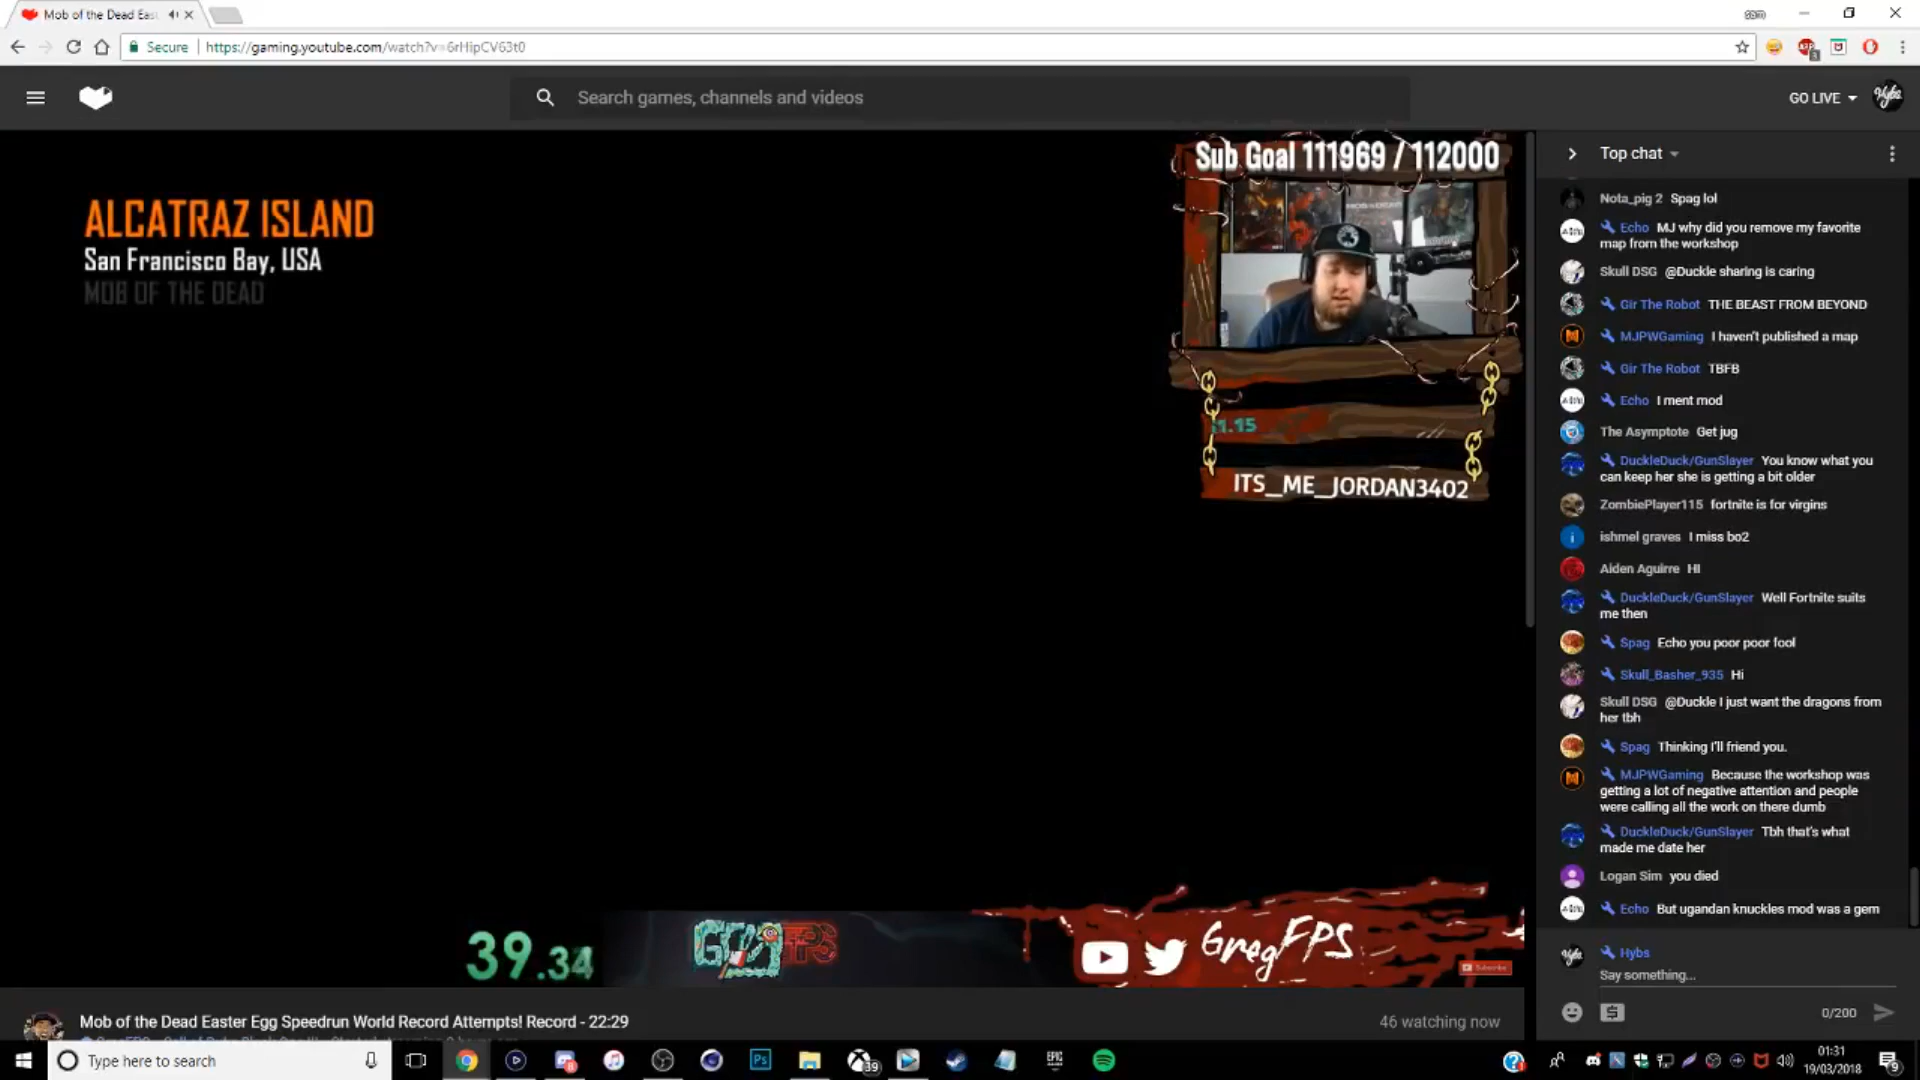 Mob of the Dead Eas
sam
Secure https://gaming.youtube.com/watch?v=6rHipCV63t0
Search games, channels and videos
GO LIVE
Hybs
ALCATRAZ ISLAND
San Francisco Bay, USA
MOB OF THE DEAD
Sub Goal 111969 / 112000
1.15
ITS_ME_JORDAN3402
39.34
GregFPS
Subscribe
Top chat
Nota_pig 2 Spag lol
Echo MJ why did you remove my favorite
map from the workshop
Skull DSG @Duckle sharing is caring
Gir The Robot THE BEAST FROM BEYOND
MJPWGaming I haven't published a map
Gir The Robot TBFB
Echo I ment mod
The Asymptote Get jug
DuckleDuck/GunSlayer You know what you
can keep her she is getting a bit older
ZombiePlayer115 fortnite is for virgins
ishmel graves I miss bo2
Aiden Aguirre HI
DuckleDuck/GunSlayer Well Fortnite suits
me then
Spag Echo you poor poor fool
Skull_Basher_935 Hi
Skull DSG @Duckle I just want the dragons from
her tbh
Spag Thinking I'll friend you.
MJPWGaming Because the workshop was
getting a lot of negative attention and people
were calling all the work on there dumb
DuckleDuck/GunSlayer Tbh that's what
made me date her
Logan Sim you died
Echo But ugandan knuckles mod was a gem
Hybs
Say something...
0/200
Mob of the Dead Easter Egg Speedrun World Record Attempts! Record - 22:29
46 watching now
Type here to search
Ps
39
EPIC
01:31
19/03/2018
9